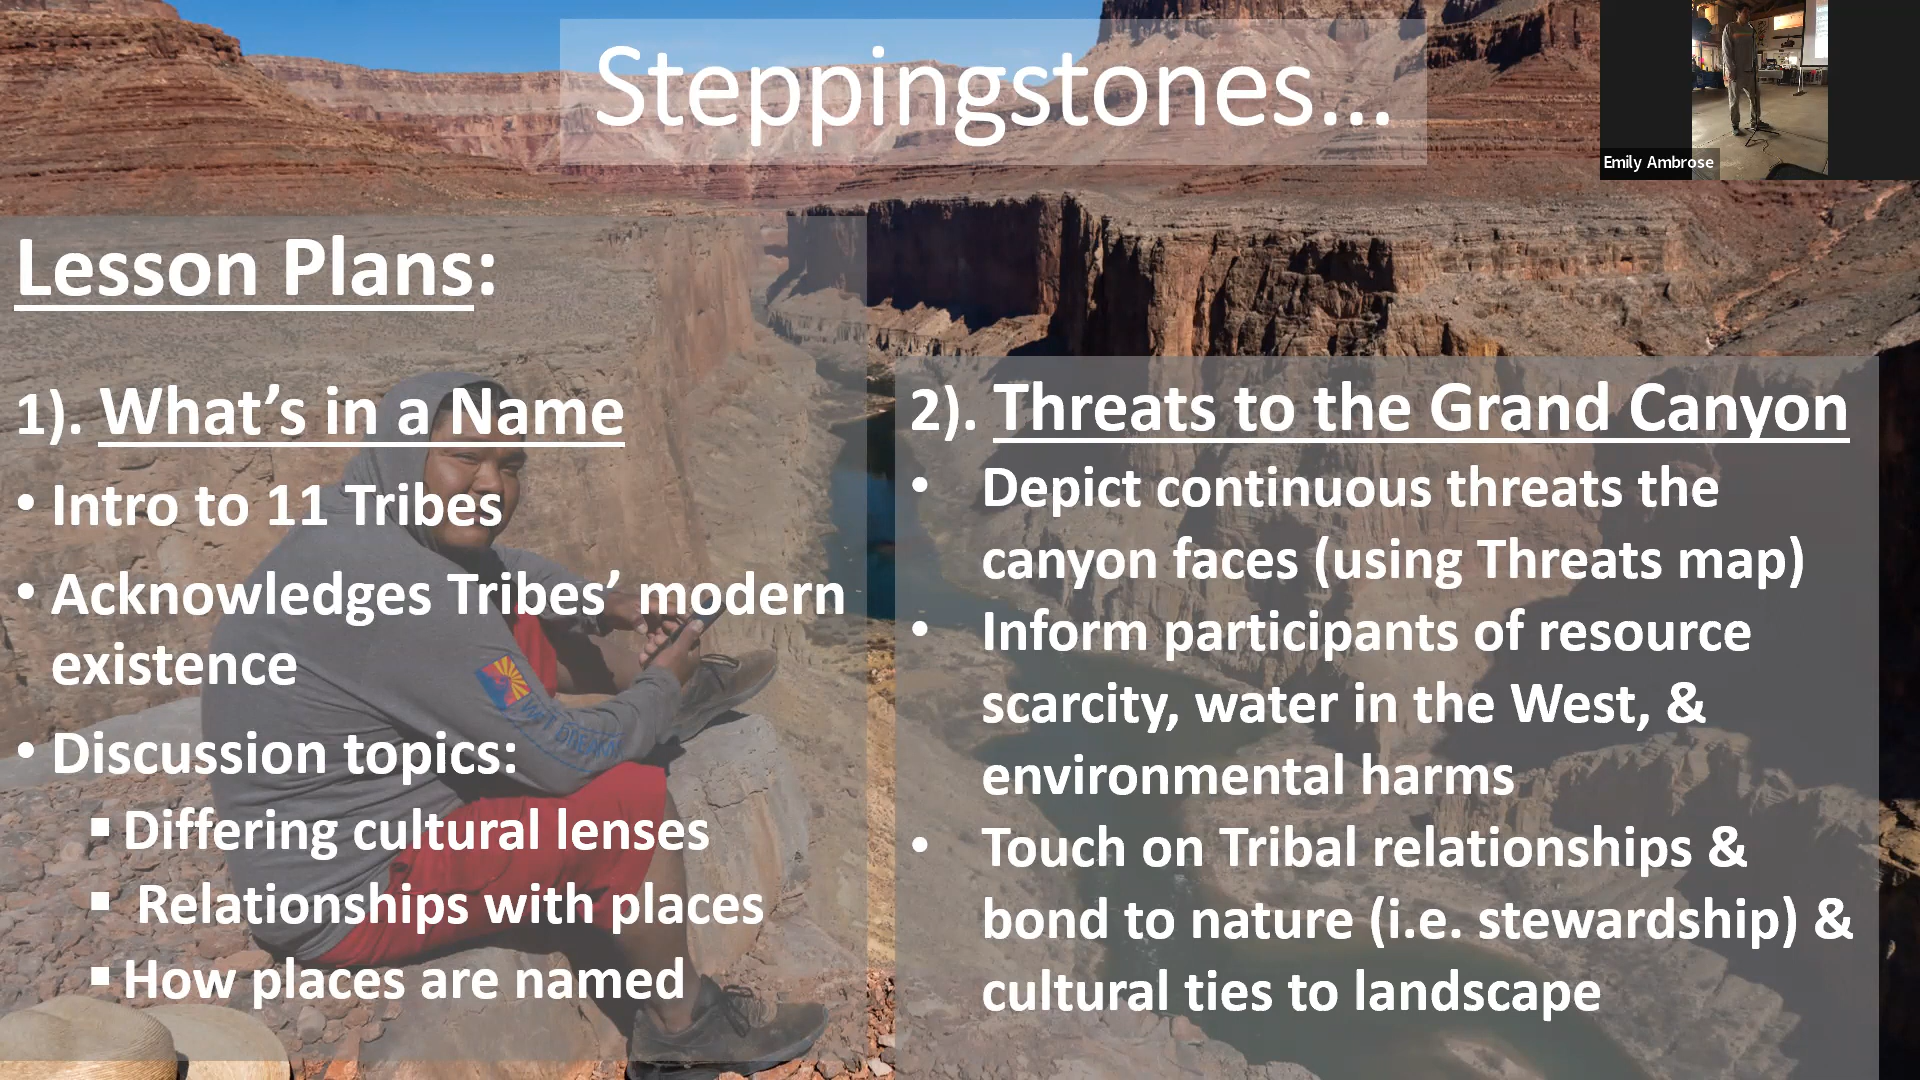 Steppingstones...
Emily Ambrose
Lesson Plans:
1). What's in a Name
• Intro to 11 Tribes
• Acknowledges Tribes' modern
existence
• Discussion topics:
▪ Differing cultural lenses
▪ Relationships with places
▪ How places are named
2). Threats to the Grand Canyon
• Depict continuous threats the
canyon faces (using Threats map)
• Inform participants of resource
scarcity, water in the West, &
environmental harms
• Touch on Tribal relationships &
bond to nature (i.e. stewardship) &
cultural ties to landscape